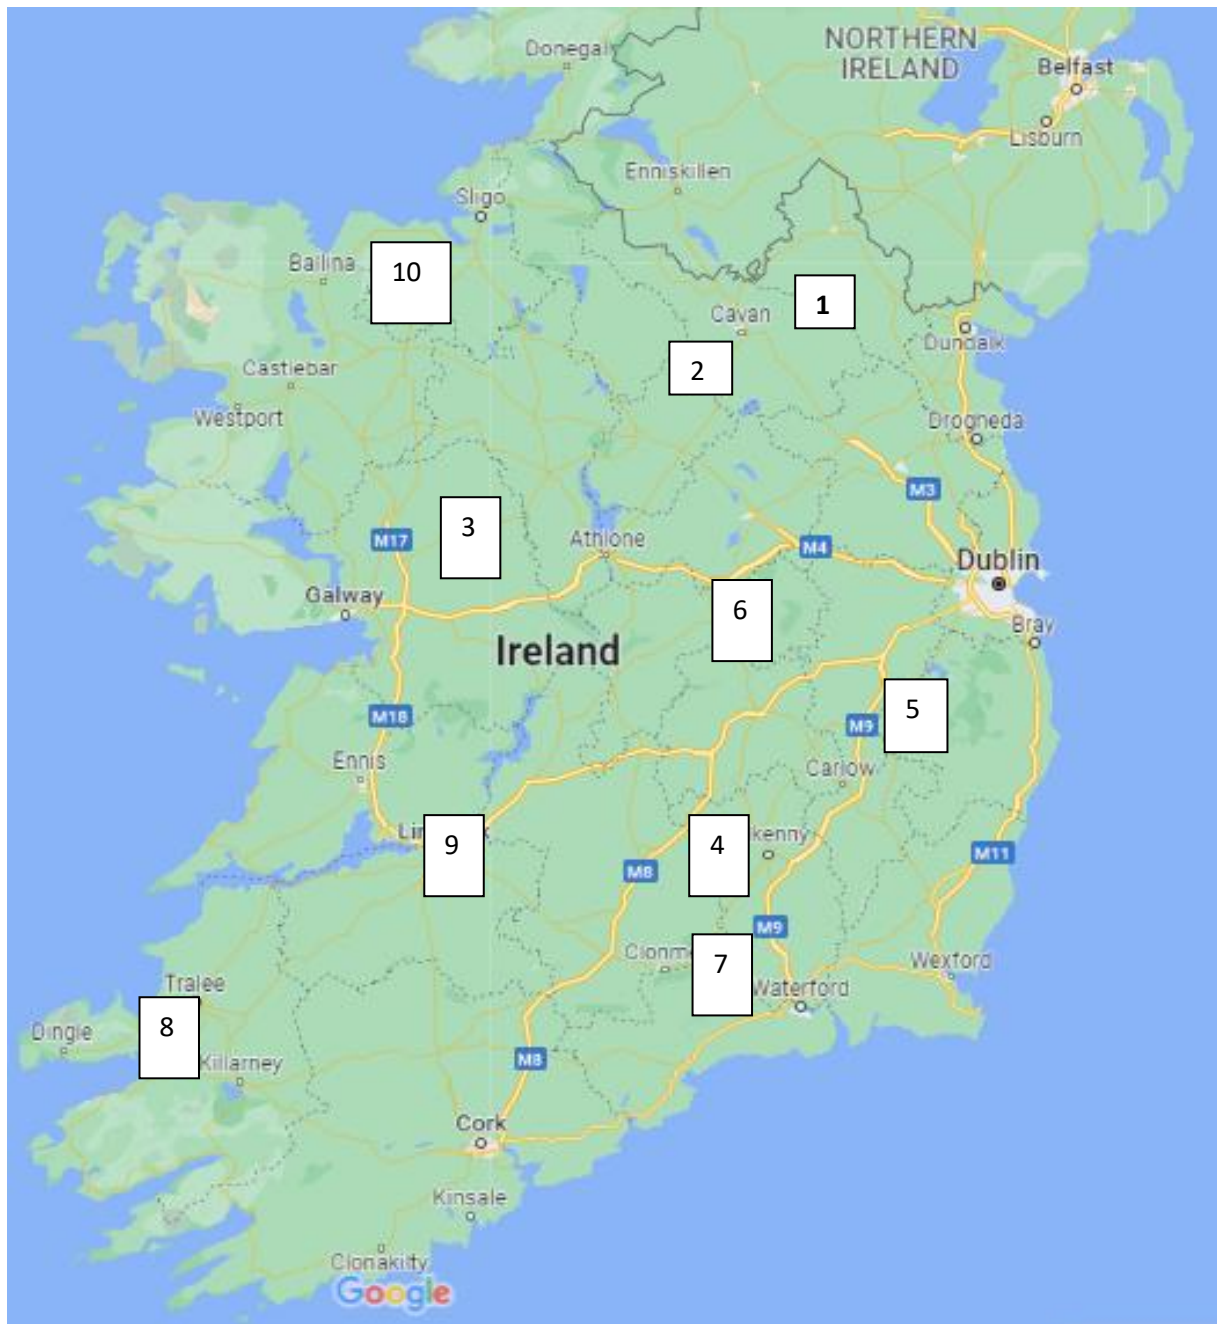 NORTHERN
IRELAND
Donegal
Belfast
Lisburn
Enniskillen
Sligo
Ballina
10
1
Cavan
Dundalk
2
Castlebar
Westport
Drogheda
M3
3
M17
Athlone
M4
Dublin
Galway
6
Bray
Ireland
5
M18
M9
Ennis
Carlow
9
4
kenny
M11
M8
M9
Clonm
7
Wexford
Tralee
Waterford
8
Dingle
Killarney
M8
Cork
Kinsale
Clonakilty
Google